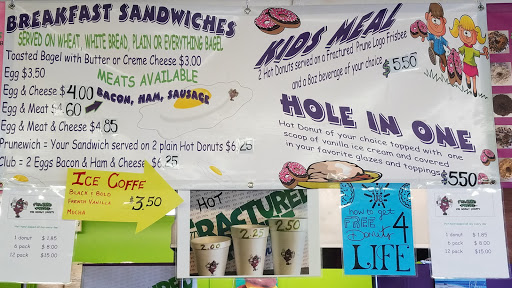 BREAKFAST SANDWICHES
SERVED ON WHEAT, WHITE BREAD, PLAIN OR EVERYTHING BAGEL
Toasted Bagel with Butter or Creme Cheese $3.00
Egg $3.50
MEATS AVAILABLE
Egg & Cheese $4.00
BACON, HAM, SAUSAGE
Egg & Meat $4.60
Egg & Meat & Cheese $4.85
Prunewich = Your Sandwich served on 2 plain Hot Donuts $6.25
Club = 2 Eggs Bacon & Ham & Cheese $6.25
KIDS MEAL
2 Hot Donuts served on a Fractured Prune Logo Frisbee
and a 8oz beverage of your choice $5.50
HOLE IN ONE
Hot Donut of your choice topped with one
scoop of vanilla ice cream and covered
in your favorite glazes and toppings
$5.50
ICE COFFE
BLACK & BOLD
FRENCH VANILLA
MOCHA
$3.50
1 donut $1.85
6 pack $8.00
12 pack $15.00
HOT
FRACTURED
2.00
2.25
2.50
how to get
FREE
Donuts
4
LIFE
1 donut $1.85
6 pack $8.00
12 pack $15.00